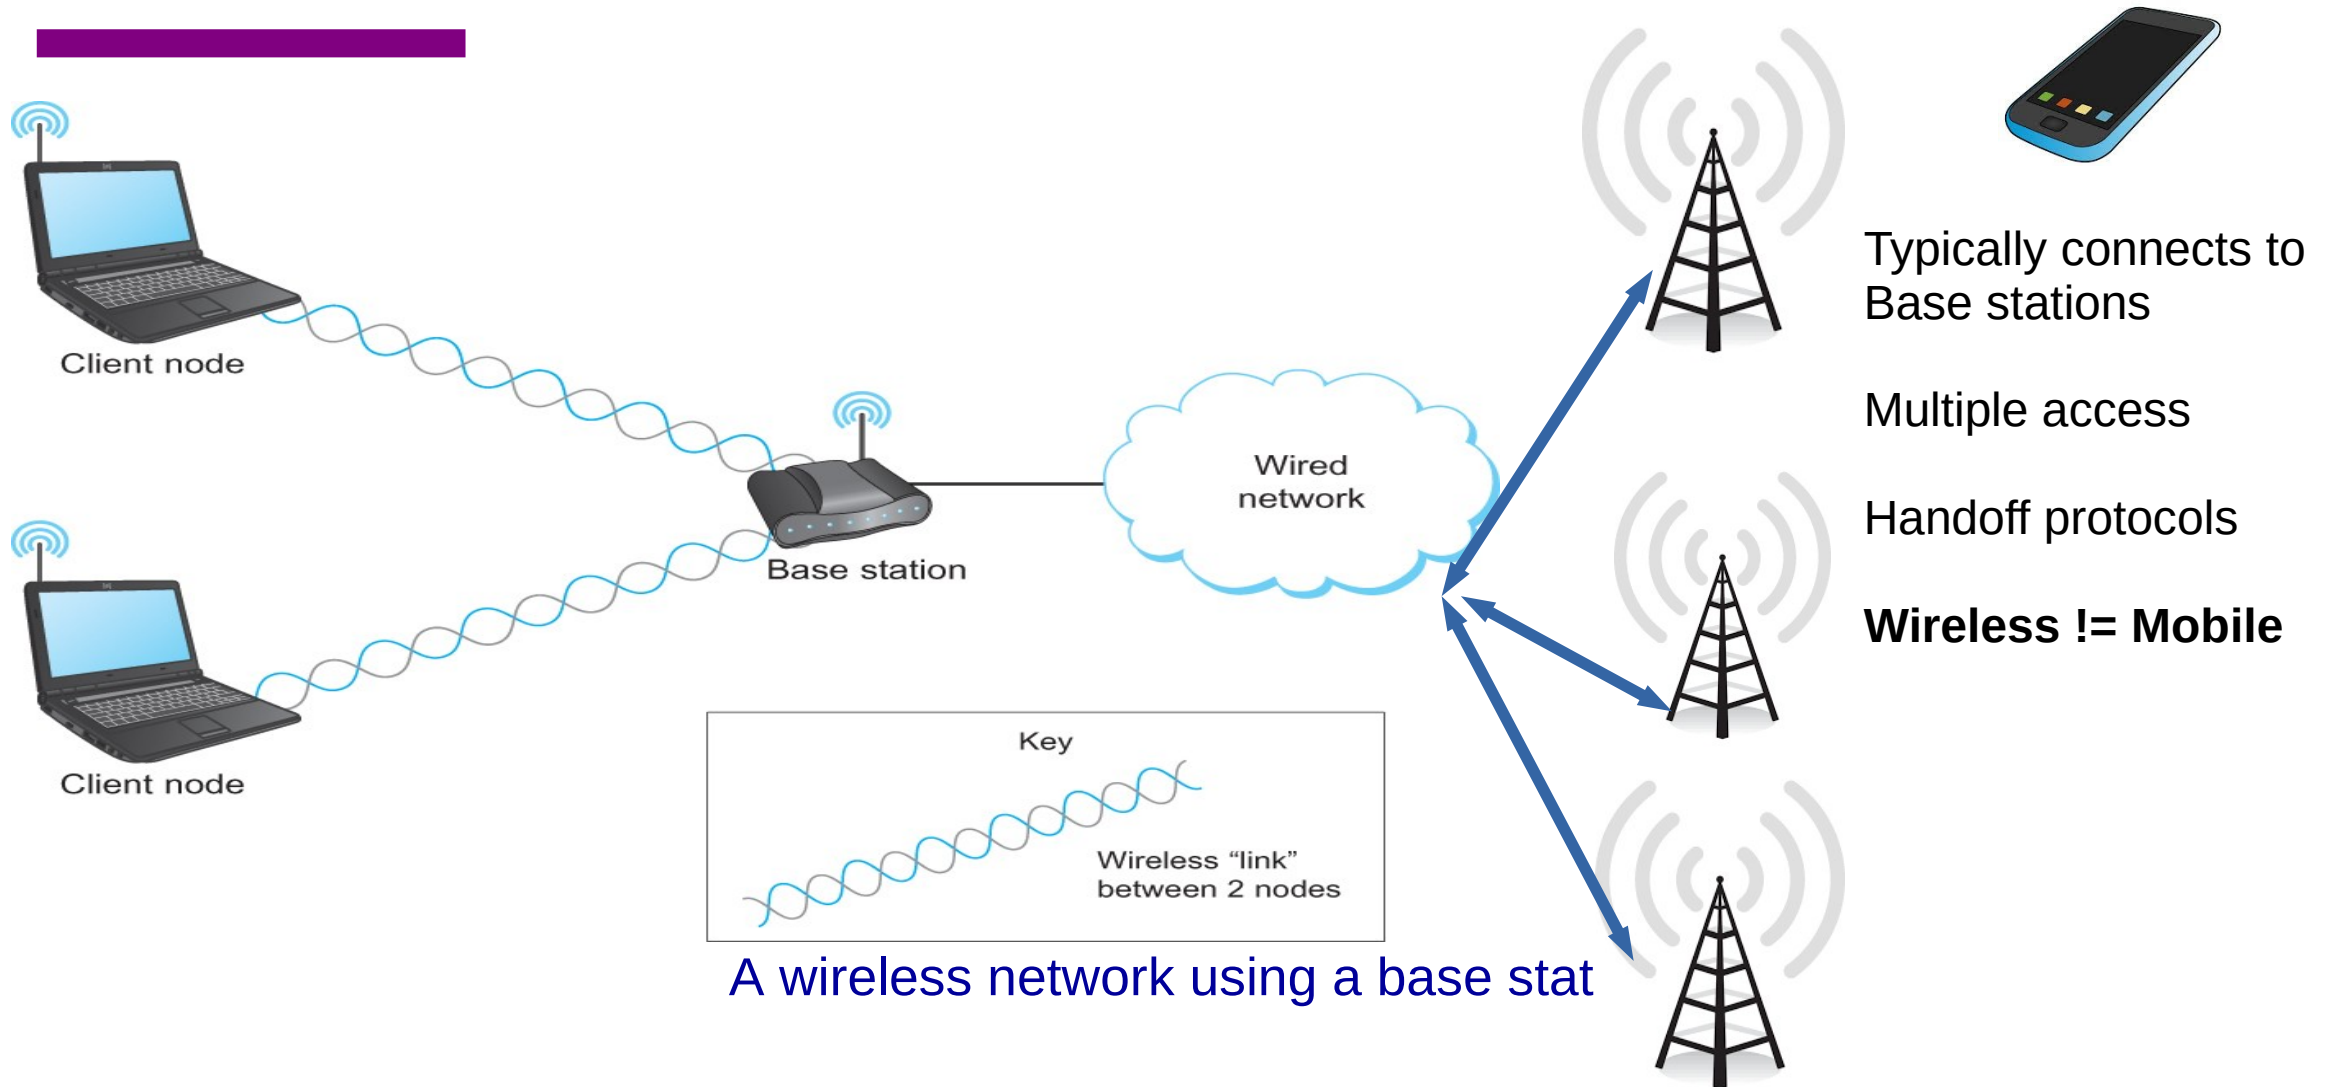 Client node
Client node
Base station
Wired
network
Key
Wireless “link”
between 2 nodes
A wireless network using a base stat
Typically connects to
Base stations
Multiple access
Handoff protocols
Wireless != Mobile